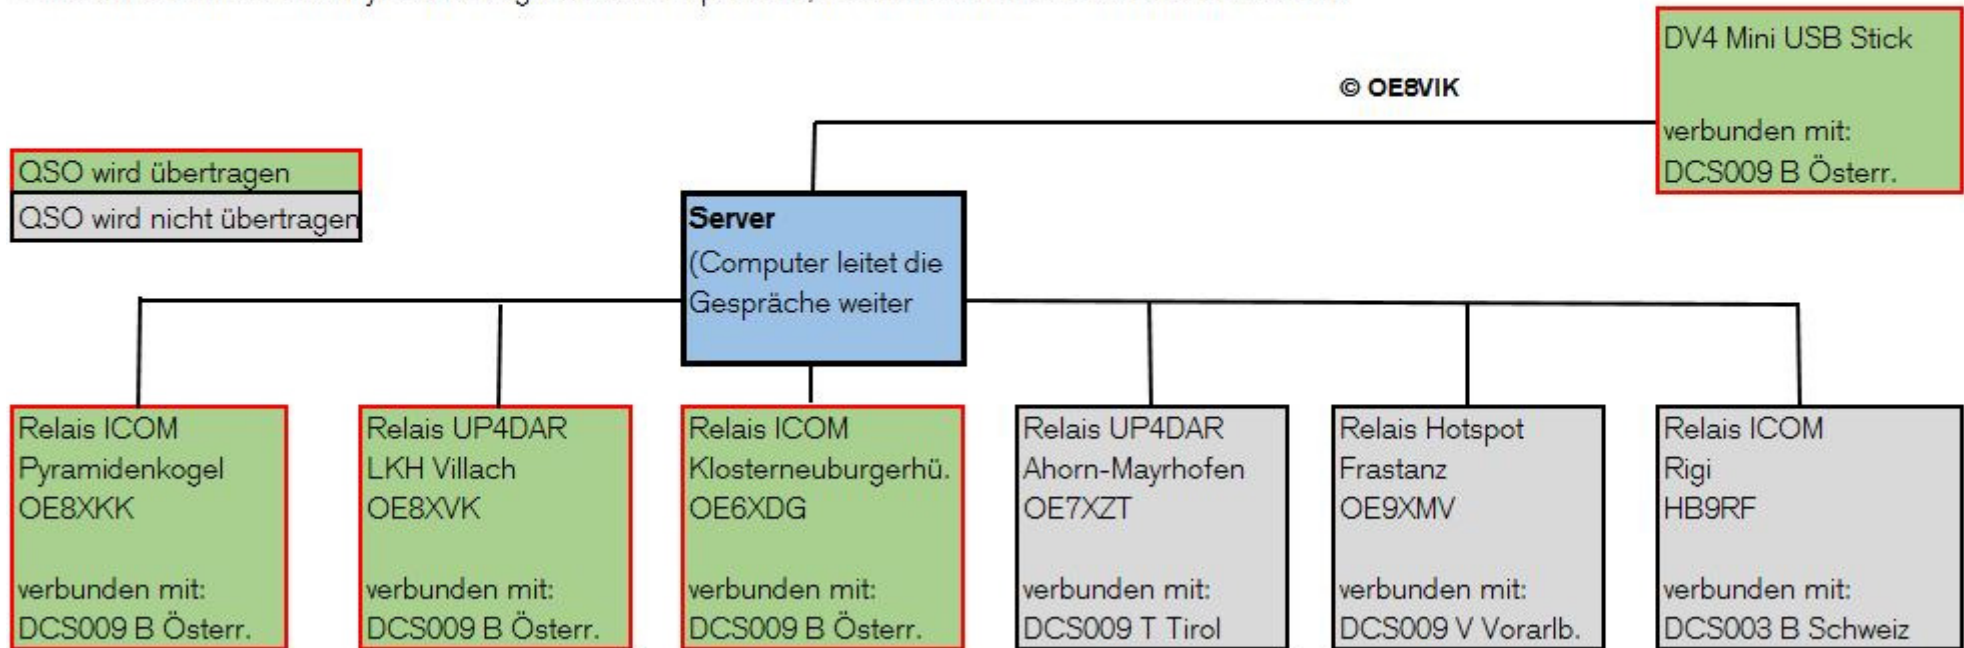 DV4 Mini USB Stick
verbunden mit:
DCS009 B Österr.
© OE8VIK
QSO wird übertragen
QSO wird nicht übertragen
Server
(Computer leitet die
Gespräche weiter
Relais ICOM
Pyramidenkogel
OE8XKK
verbunden mit:
DCS009 B Österr.
Relais UP4DAR
LKH Villach
OE8XVK
verbunden mit:
DCS009 B Österr.
Relais ICOM
Klosterneuburgerhü.
OE6XDG
verbunden mit:
DCS009 B Österr.
Relais UP4DAR
Ahorn-Mayrhofen
OE7XZT
verbunden mit:
DCS009 T Tirol
Relais Hotspot
Frastanz
OE9XMV
verbunden mit:
DCS009 V Vorarlb.
Relais ICOM
Rigi
HB9RF
verbunden mit:
DCS003 B Schweiz